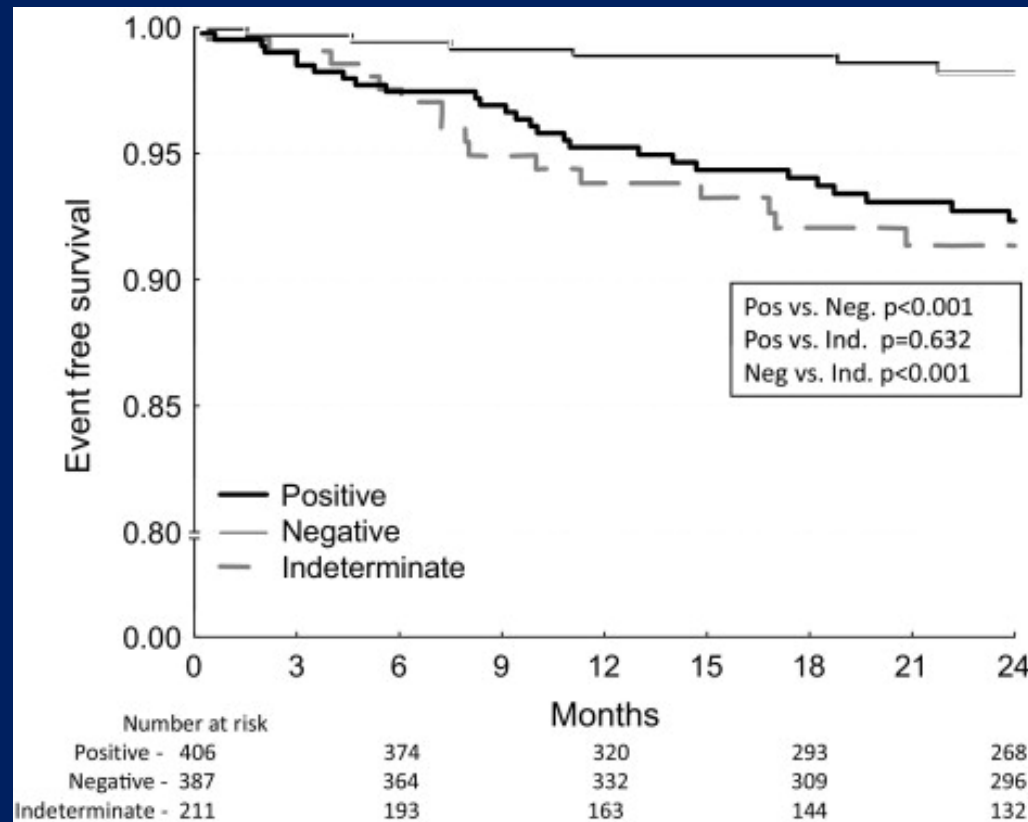 1.00
0.95
0.90
0.85
0.80
0.00
Event free survival
Pos vs. Neg. p<0.001
Pos vs. Ind. p=0.632
Neg vs. Ind. p<0.001
Positive
Negative
Indeterminate
0 3 6 9 12 15 18 21 24
Months
Number at risk
Positive - 406 374 320 293 268
Negative - 387 364 332 309 296
Indeterminate - 211 193 163 144 132